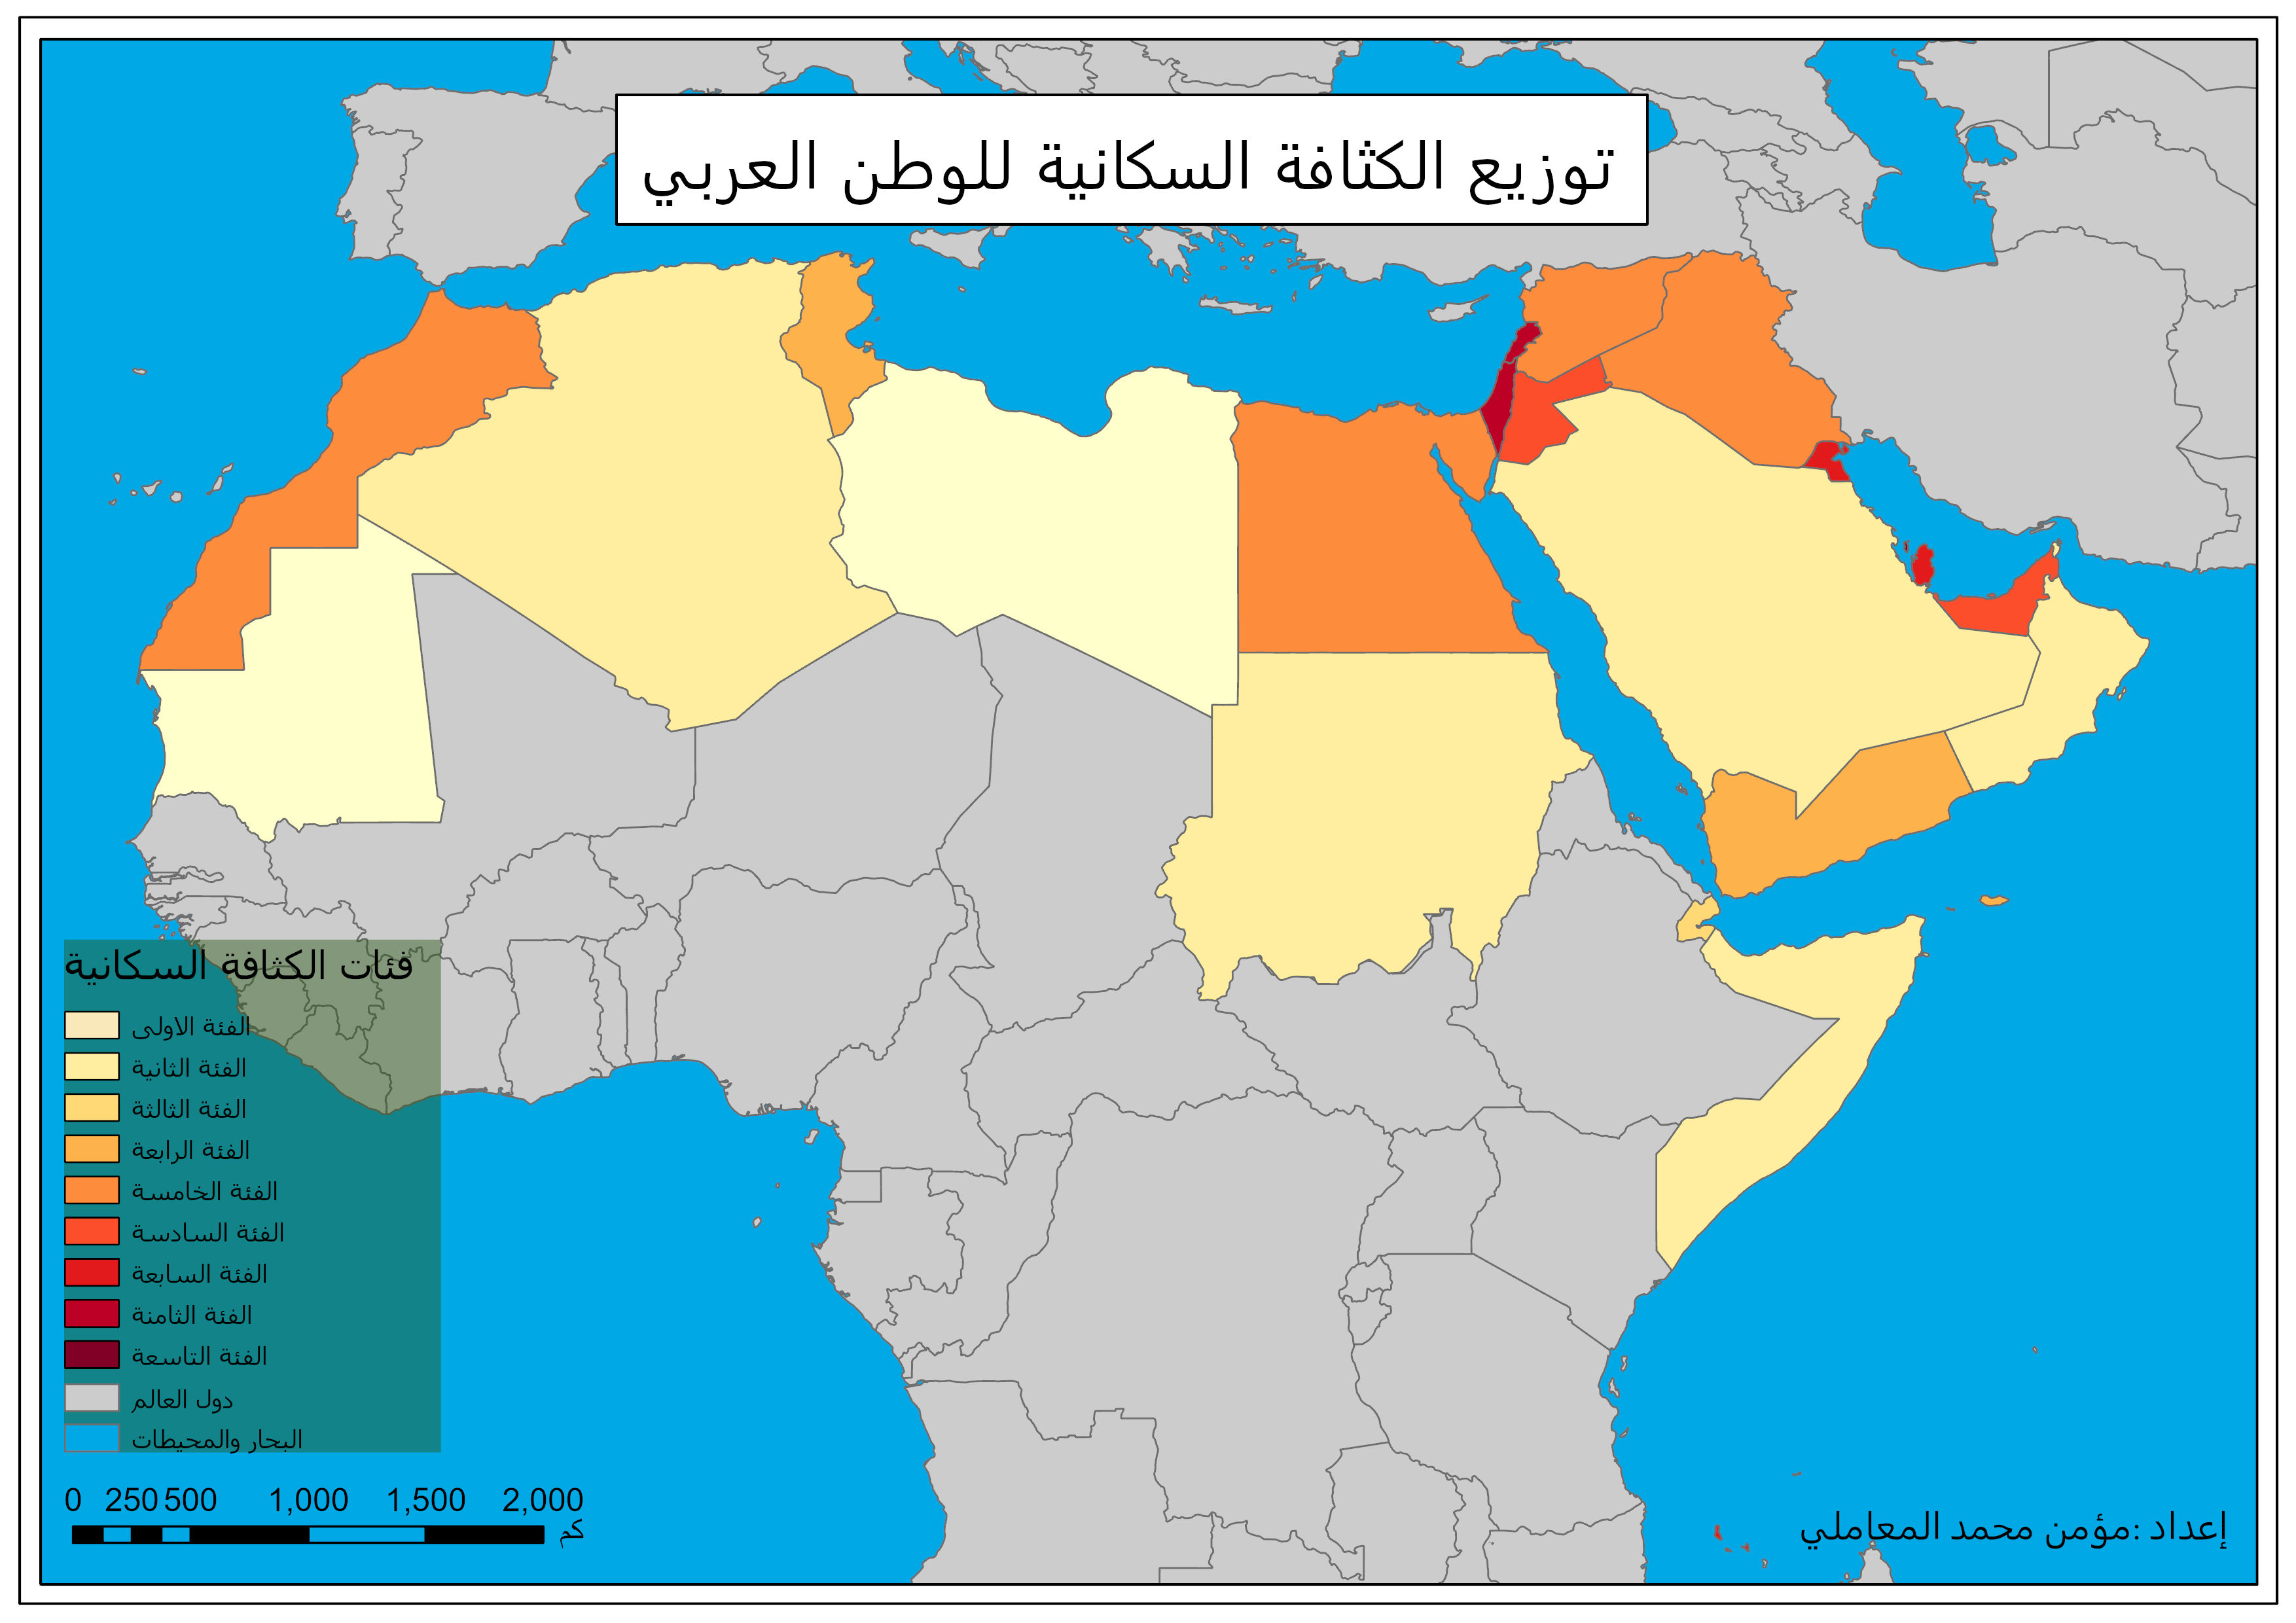 توزيع الكثافة السكانية للوطن العربي
فئات الكثافة السكانية
الفئة الاولى
الفئة الثانية
الفئة الثالثة
الفئة الرابعة
الفئة الخامسة
الفئة السادسة
الفئة السابعة
الفئة الثامنة
الفئة التاسعة
دول العالم
البحار والمحيطات
0 250 500 1,000 1,500 2,000
كم
إعداد :مؤمن محمد المعاملي